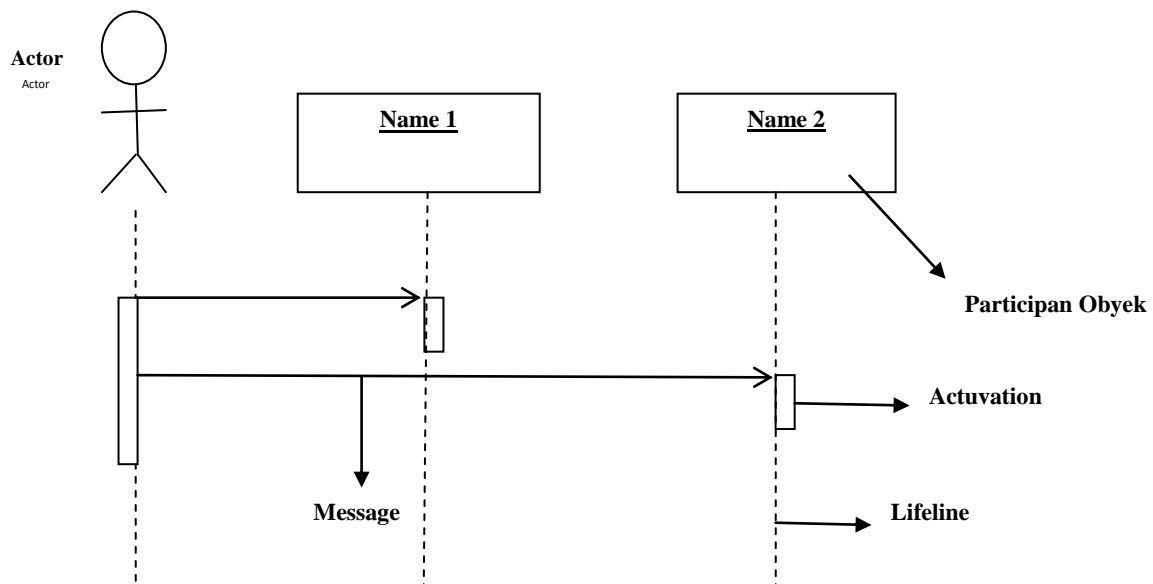 Actor
Actor
Name 1
Name 2
Participan Obyek
Actuvation
Message
Lifeline